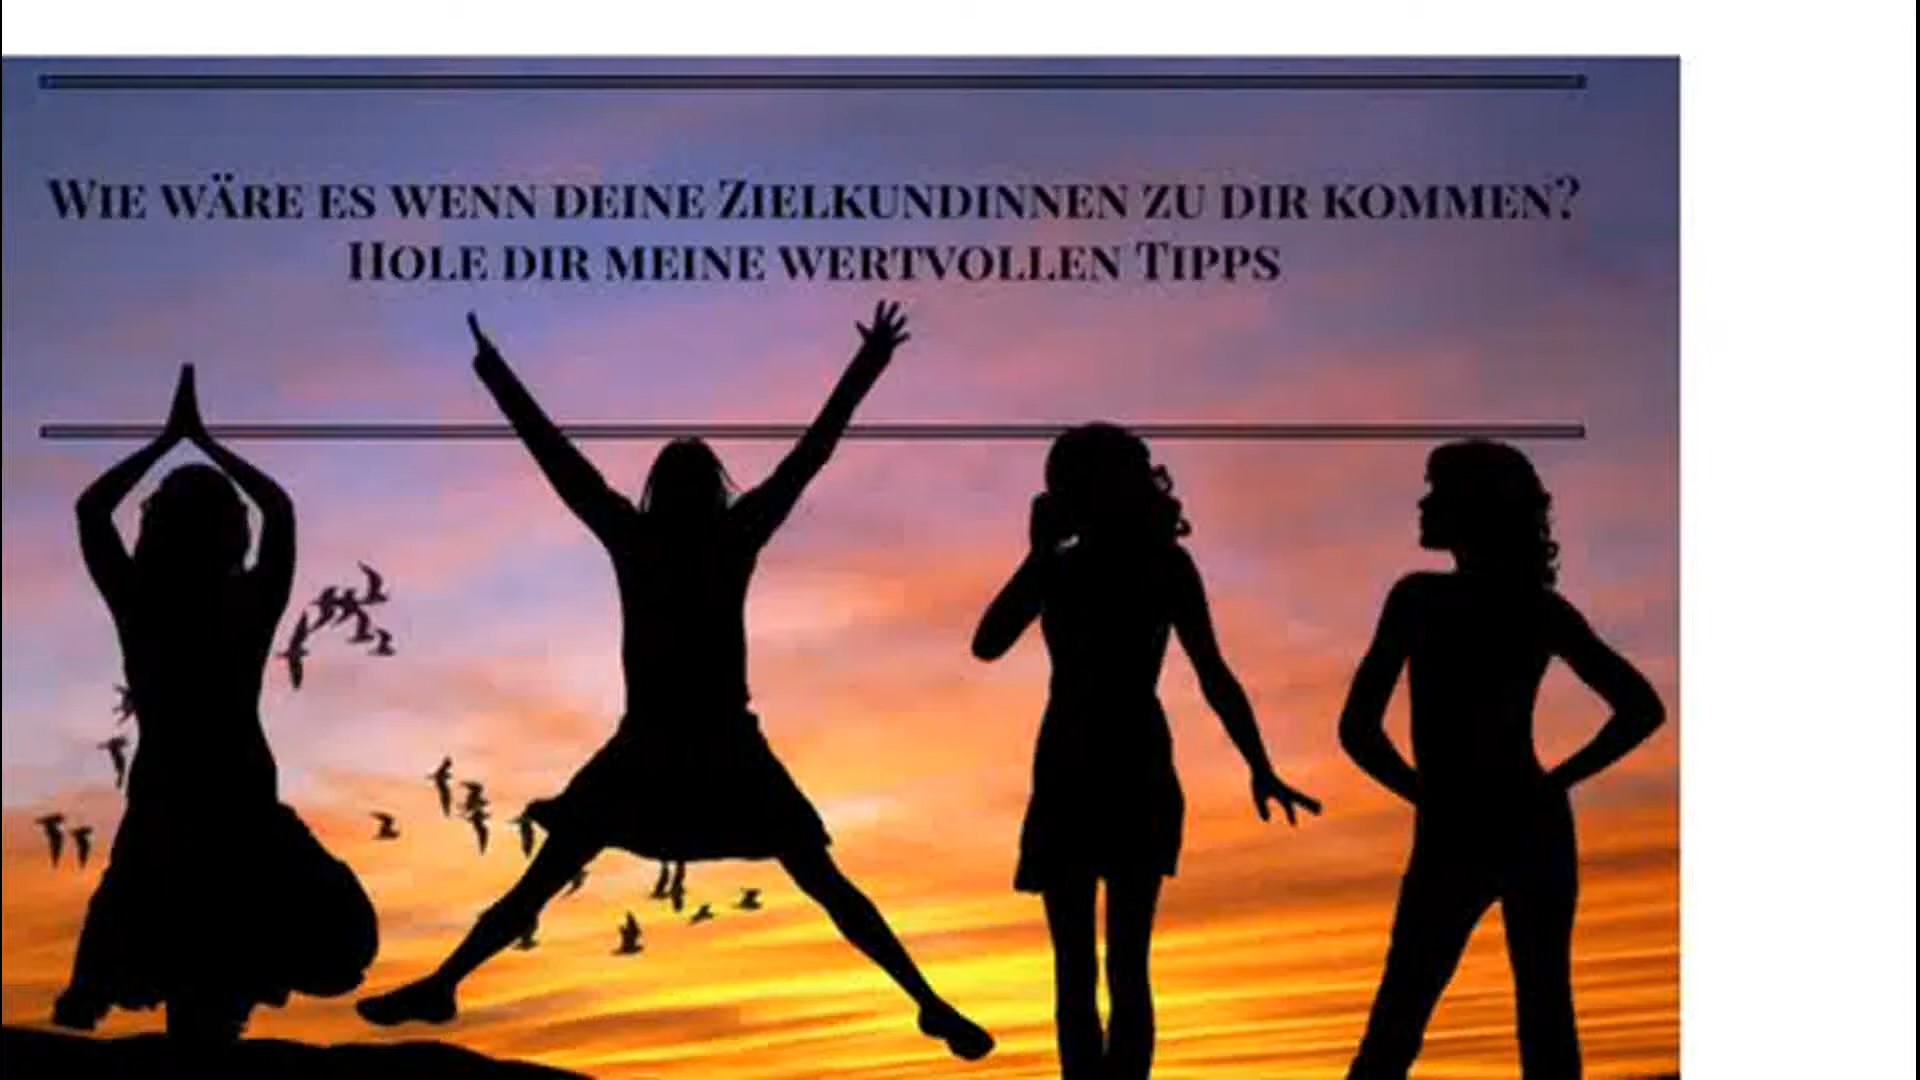 Wie wäre es wenn deine Zielkundinnen zu dir kommen?
Hole dir meine wertvollen Tipps